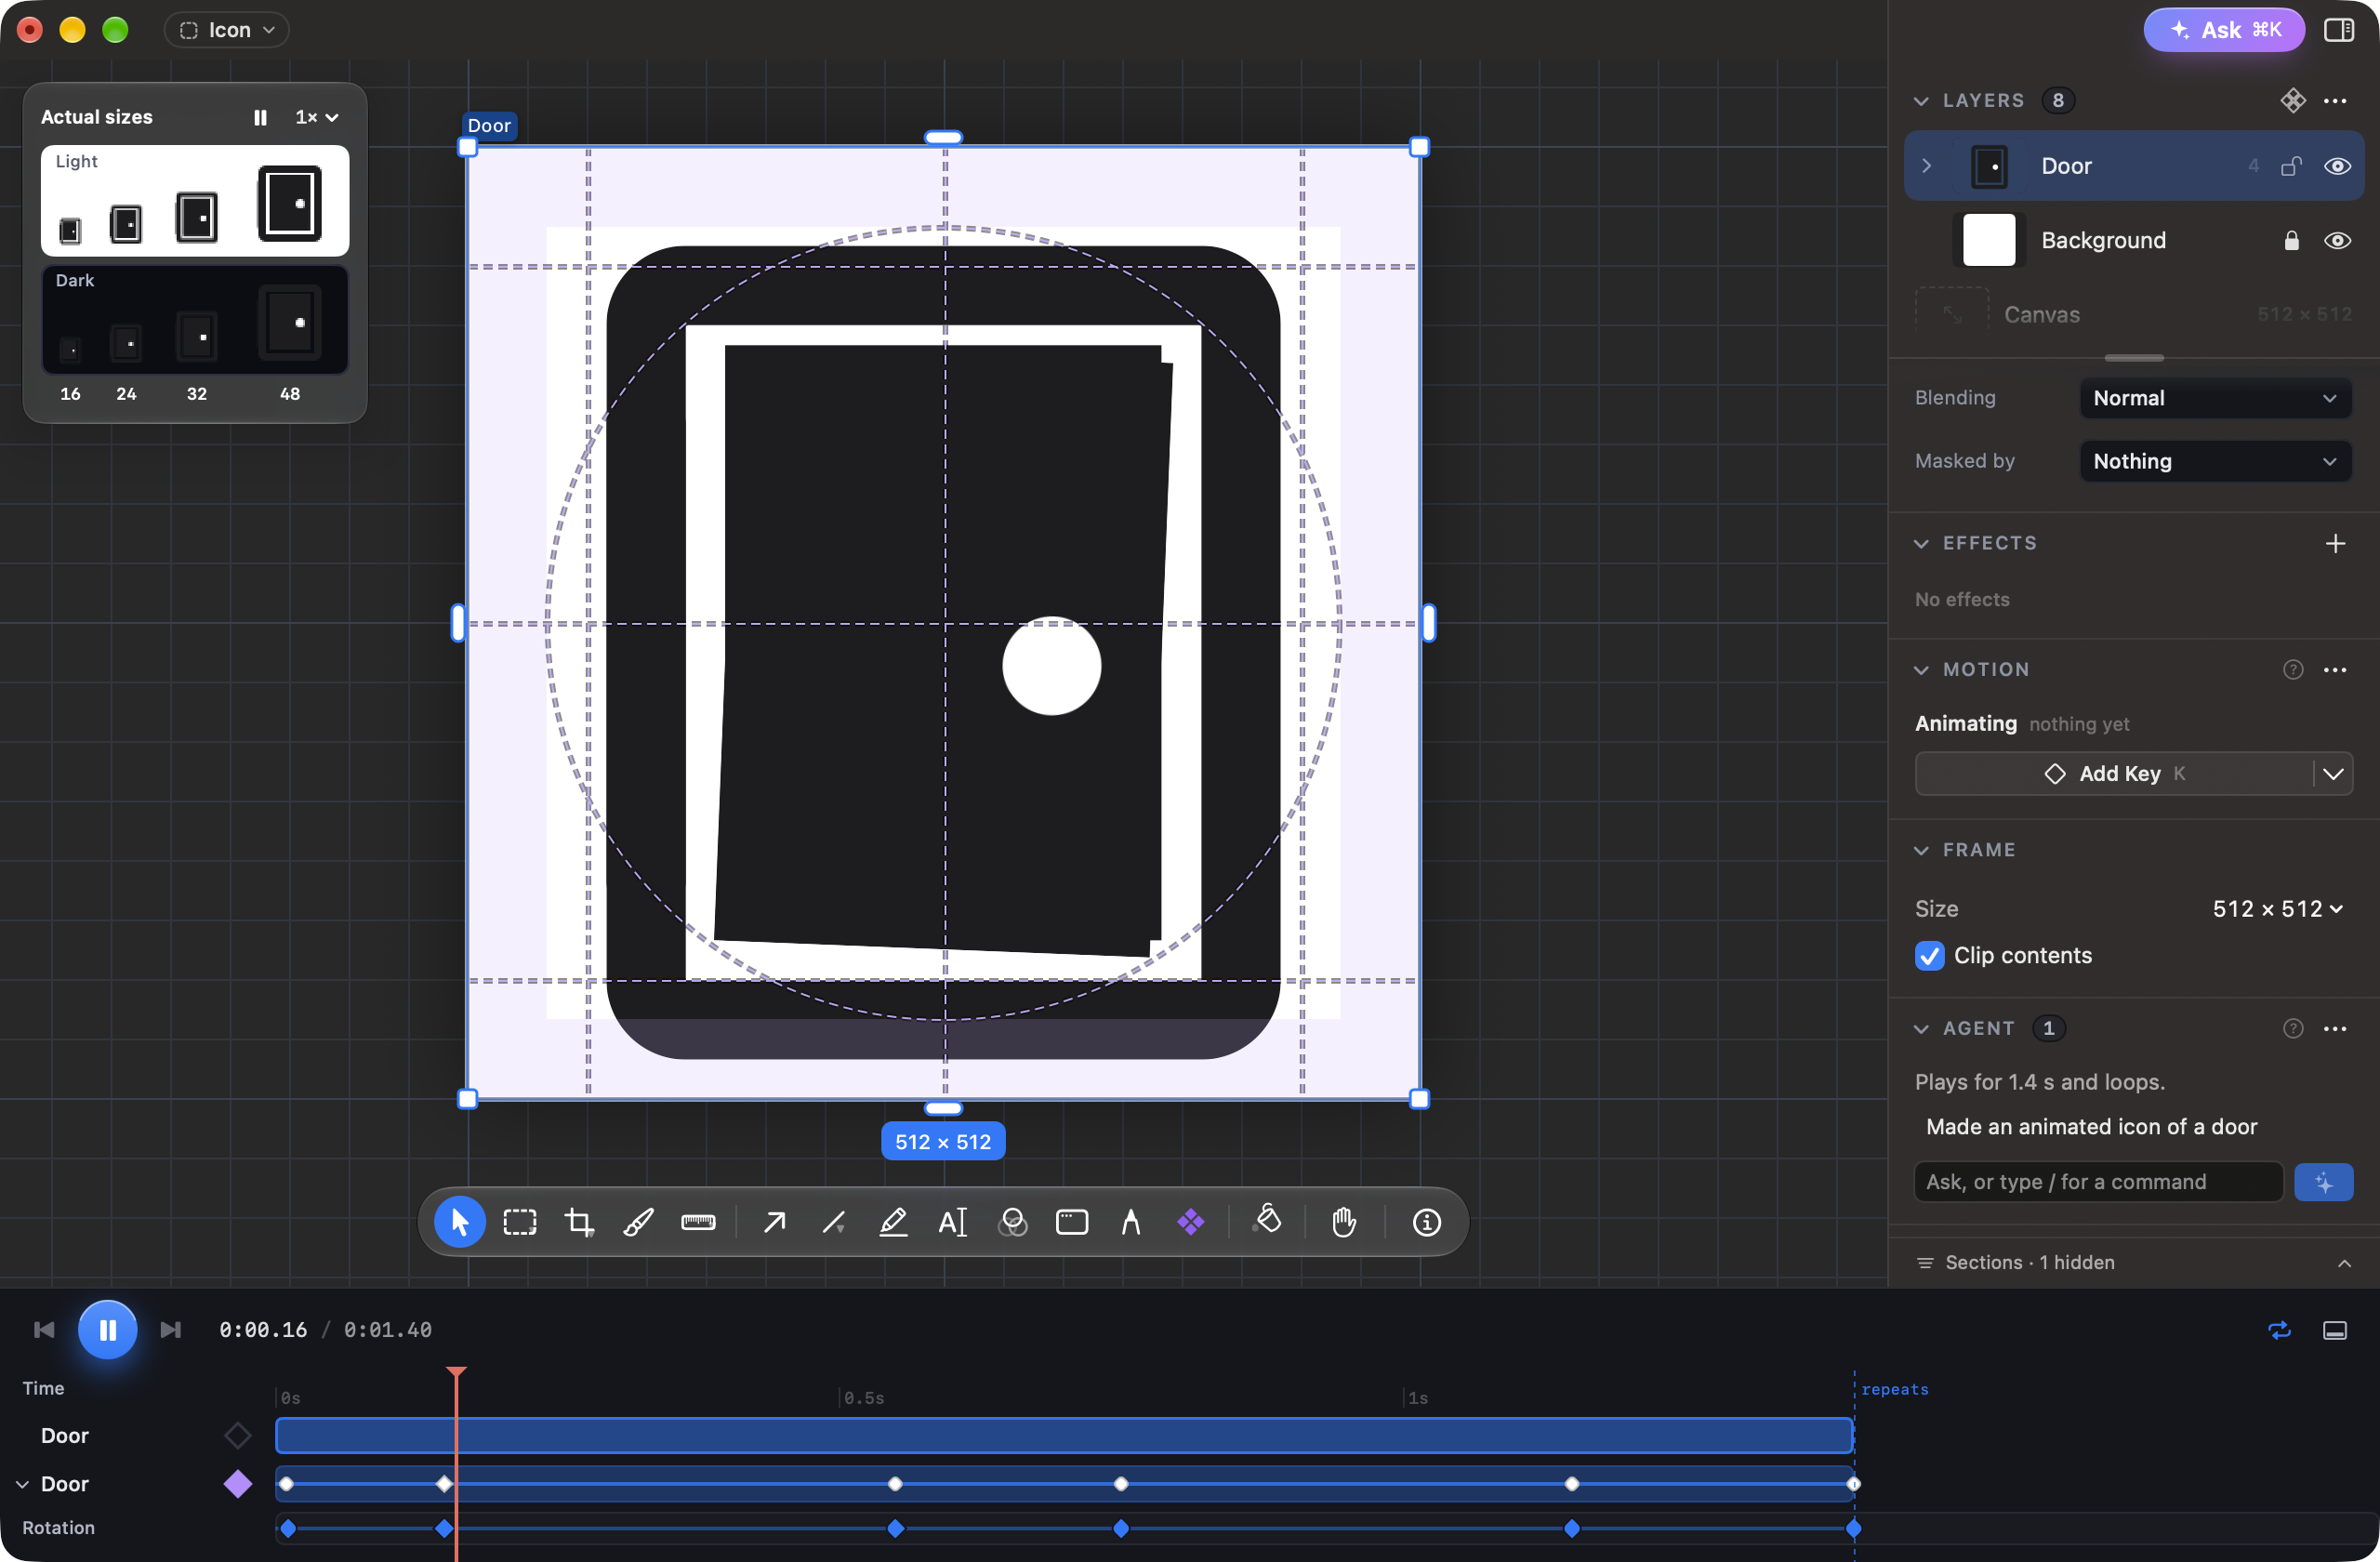 Icon
Ask ⌘K
Actual sizes
1×
Light
Dark
16 24 32 48
Door
512 × 512
LAYERS 8
Door 4
Background
Canvas 512 × 512
Blending Normal
Masked by Nothing
EFFECTS
No effects
MOTION ?
Animating nothing yet
Add Key K
FRAME
Size 512 × 512
Clip contents
AGENT 1 ?
Plays for 1.4 s and loops.
Made an animated icon of a door
Ask, or type / for a command
Sections · 1 hidden
0:00.16 / 0:01.40
Time 0s 0.5s 1s repeats
Door
Door
Rotation